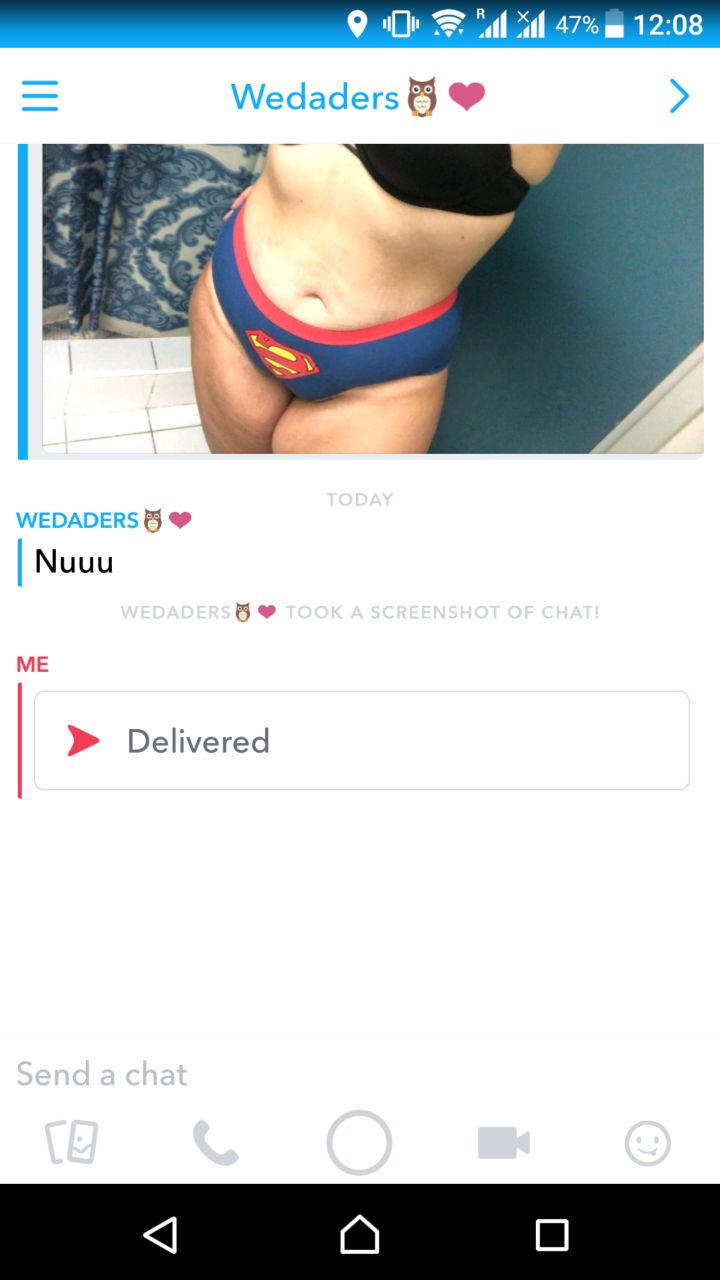 R 47% 12:08
Wedaders🦉❤
TODAY
WEDADERS🦉❤
Nuuu
WEDADERS🦉❤ TOOK A SCREENSHOT OF CHAT!
ME
Delivered
Send a chat